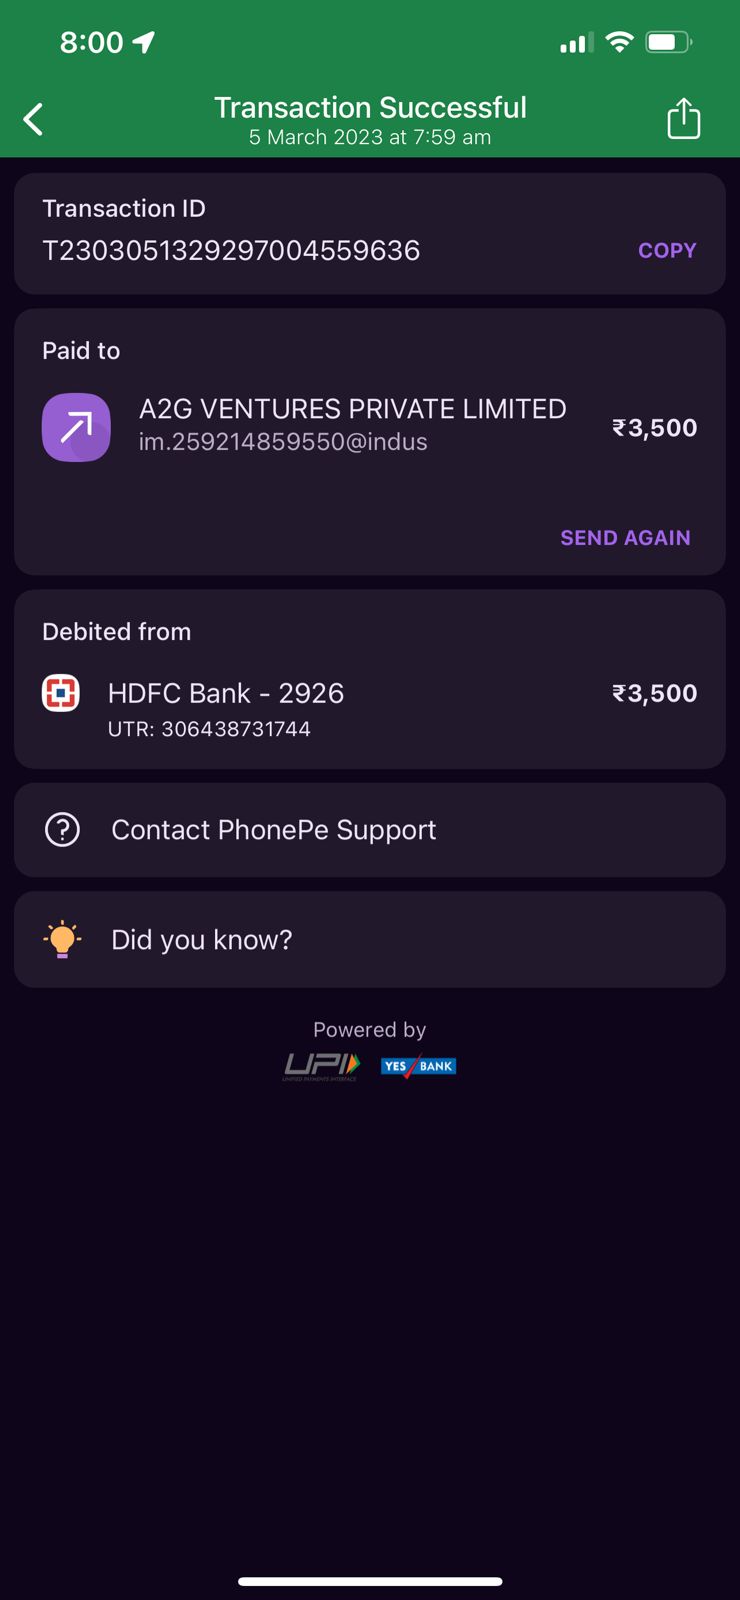 8:00
Transaction Successful
5 March 2023 at 7:59 am
Transaction ID
T2303051329297004559636
COPY
Paid to
A2G VENTURES PRIVATE LIMITED
₹3,500
im.259214859550@indus
SEND AGAIN
Debited from
HDFC Bank - 2926
₹3,500
UTR: 306438731744
Contact PhonePe Support
Did you know?
Powered by
UPI
UNIFIED PAYMENTS INTERFACE
YES BANK